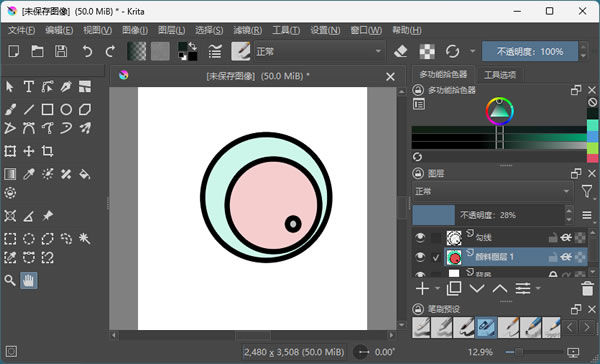 [未保存图像] (50.0 MiB) * - Krita
文件(F) 编辑(E) 视图(V) 图像(I) 图层(L) 选择(S) 滤镜(R) 工具(T) 设置(N) 窗口(W) 帮助(H)
正常
不透明度: 100%
[未保存图像] (50.0 MiB) *
多功能拾色器 工具选项
多功能拾色器
图层
正常
不透明度: 28%
勾线
颜料图层 1
背景
笔刷预设
2,480 x 3,508 (50.0 MiB)
0.00°
12.9%